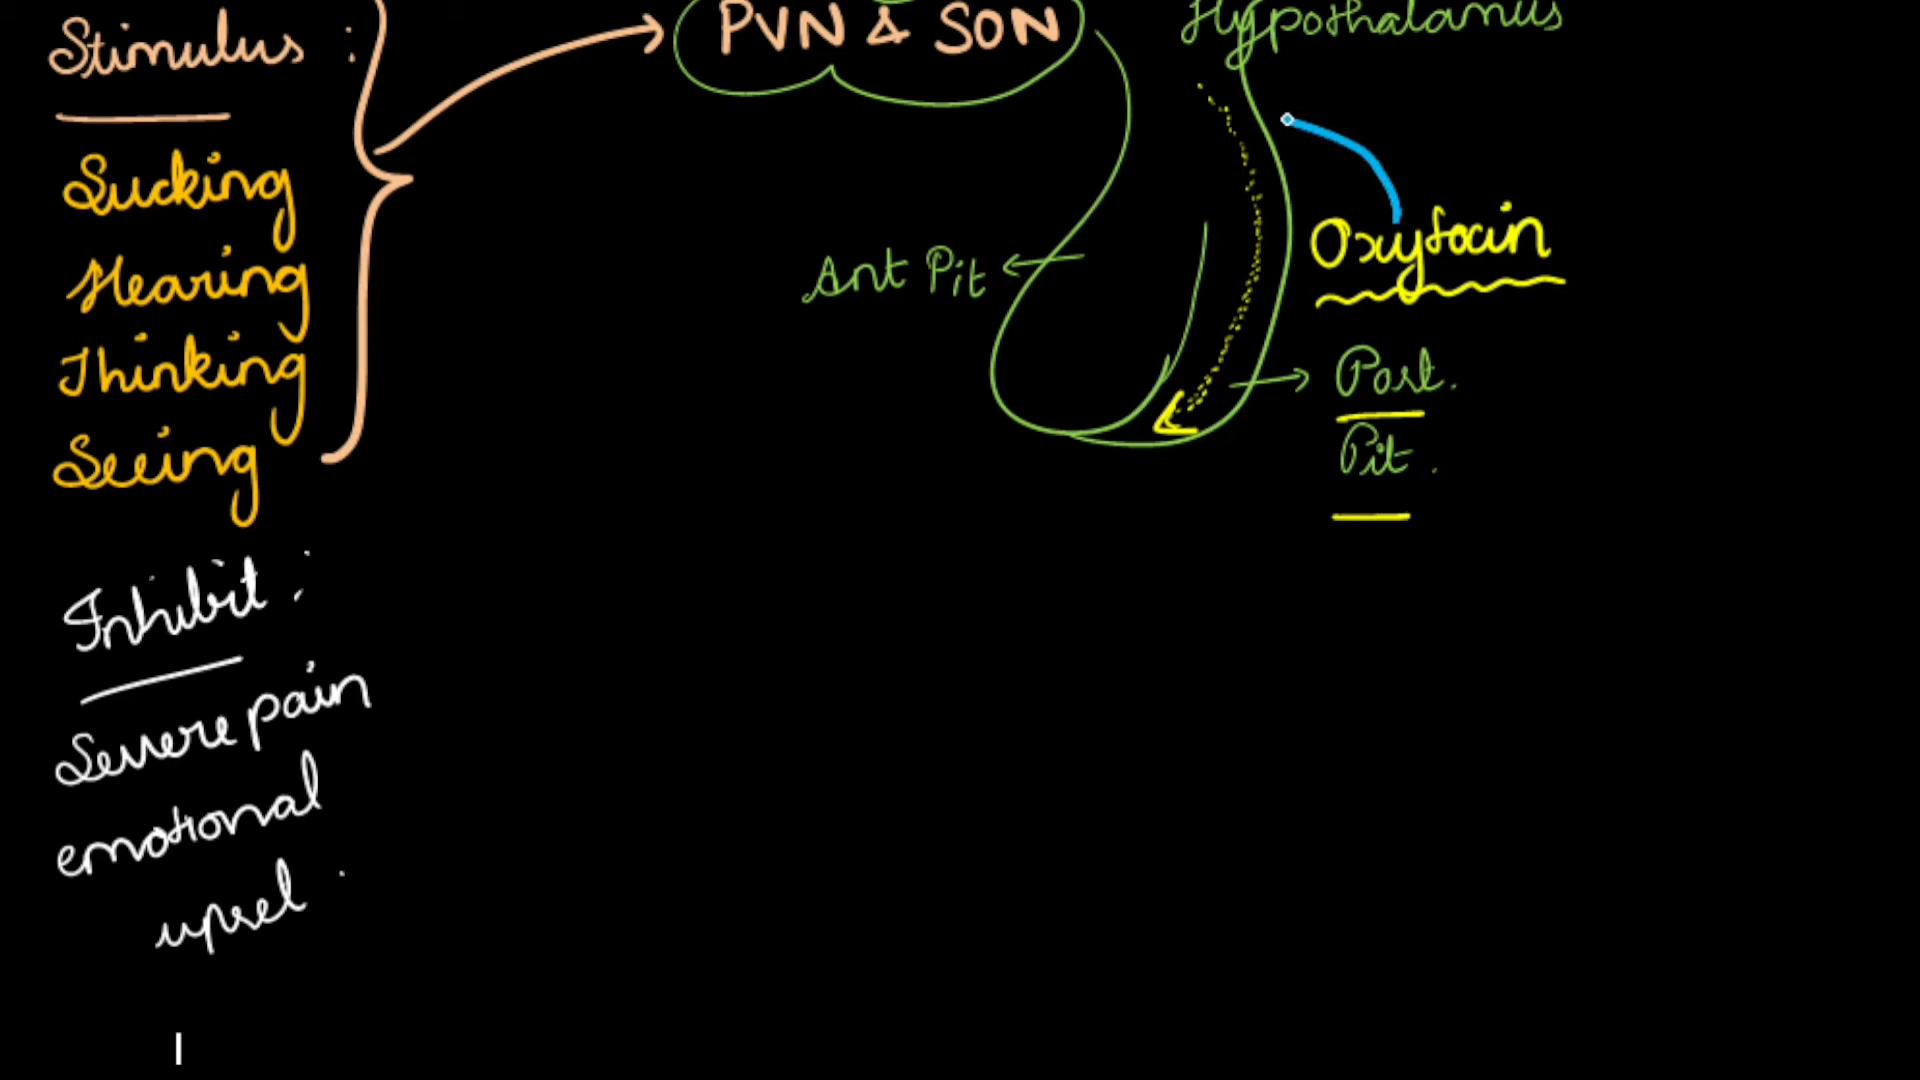 Stimulus :
Sucking
Hearing
Thinking
Seeing
Inhibit :
Severe pain
emotional
upset.
PVN & SON
Hypothalamus
Ant Pit
Oxytocin
Post.
Pit.